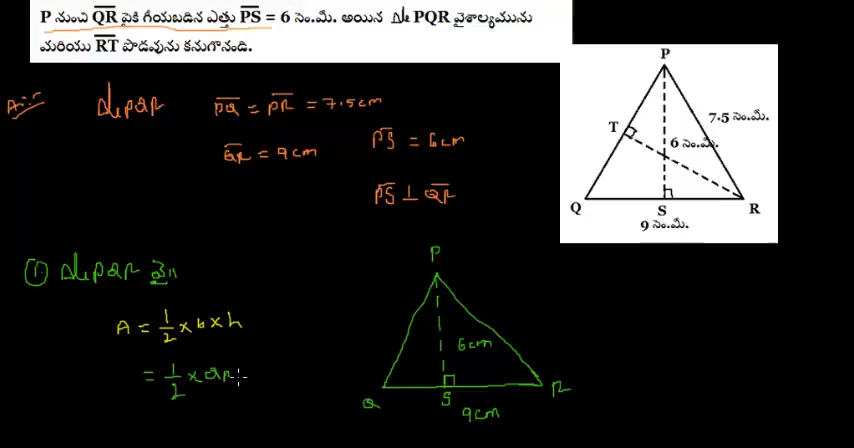 P నుంచి QR పైకి గీయబడిన ఎత్తు PS = 6 సెం.మీ. అయిన Δle PQR వైశాల్యమును
మరియు RT పొడవును కనుగొనండి.
Ans:- Δle PQR PQ = PR = 7.5cm
QR = 9cm PS = 6cm
PS ⊥ QR
P
7.5 సెం.మీ.
T
6 సెం.మీ.
Q S R
9 సెం.మీ.
① Δle PQR వై॥
A = 1/2 × b × h
= 1/2 × QR
P
6cm
Q S R
9cm